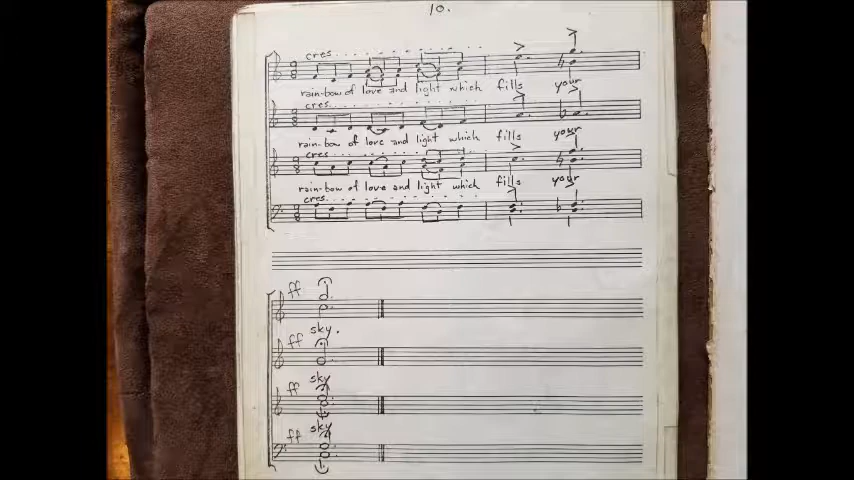 10.
cres. . . . . . . . . . . . . . . .
rain-bow of love and light which fills your
cres. . . . . . . . . . . . . . . .
rain-bow of love and light which fills your
cres. . . . . . . . . . . . . . . .
rain-bow of love and light which fills your
cres. . . . . . . . . . . . . . . .
ff
sky.
ff
sky
ff
sky
ff